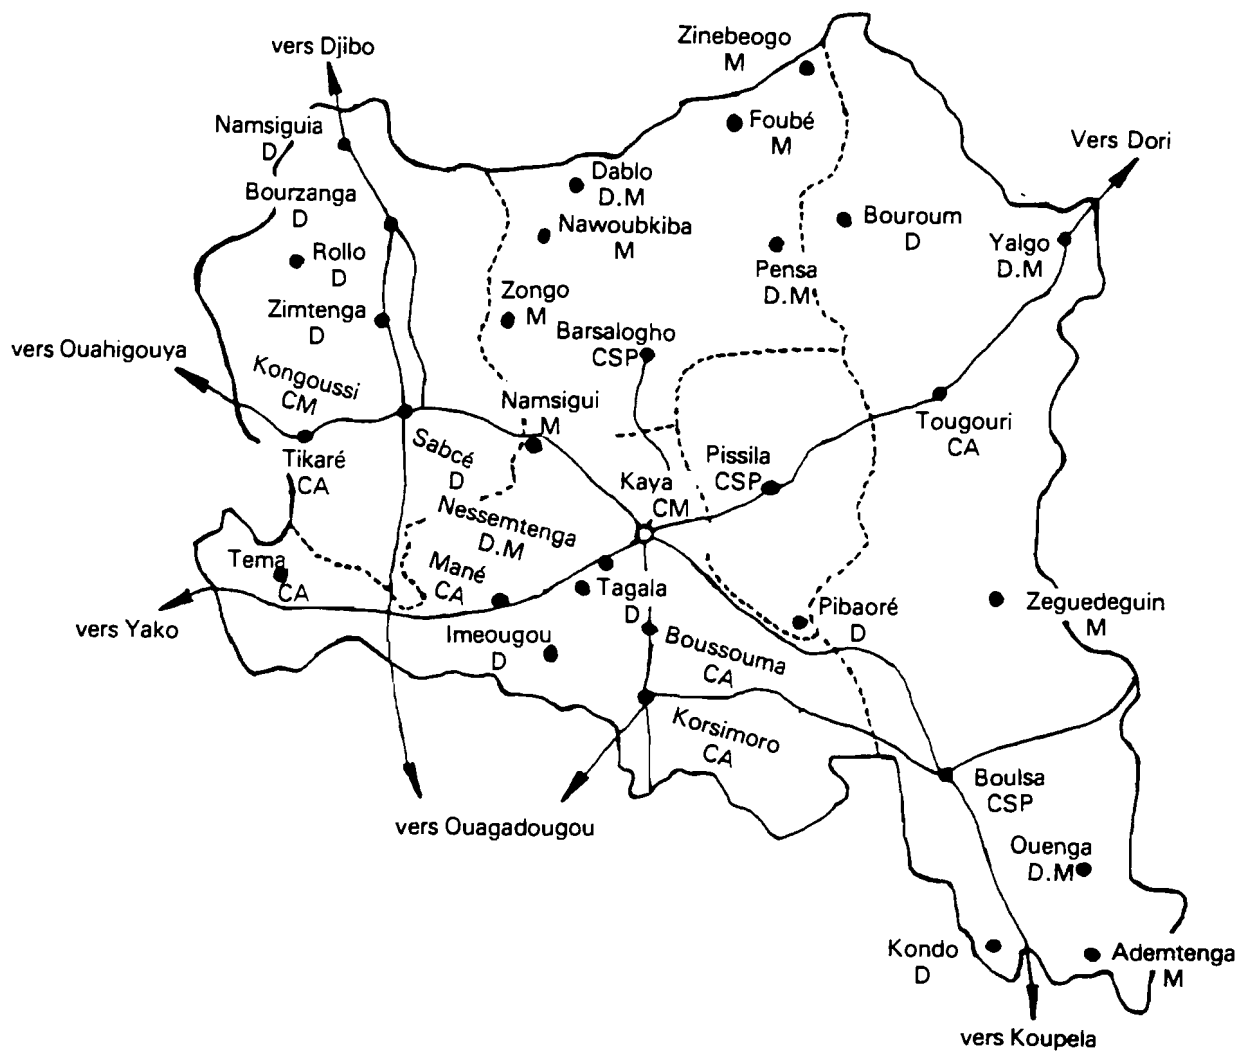 Zinebeogo
M
vers Djibo
Foubé
M
Namsiguia
D
Vers Dori
Dablo
D.M
Bourzanga
D
Nawoubkiba
M
Bouroum
D
Yalgo
D.M
Rollo
D
Pensa
D.M
Zongo
M
Zimtenga
D
Barsalogho
CSP
vers Ouahigouya
Kongoussi
CM
Namsigui
M
Tougouri
CA
Sabcé
D
Tikaré
CA
Pissila
CSP
Kaya
CM
Nessemtenga
D.M
Tema
CA
Mané
CA
Tagala
D
Pibaoré
D
Zeguedeguin
M
vers Yako
Imeougou
D
Boussouma
CA
Korsimoro
CA
Boulsa
CSP
vers Ouagadougou
Ouenga
D.M
Kondo
D
Ademtenga
M
vers Koupela